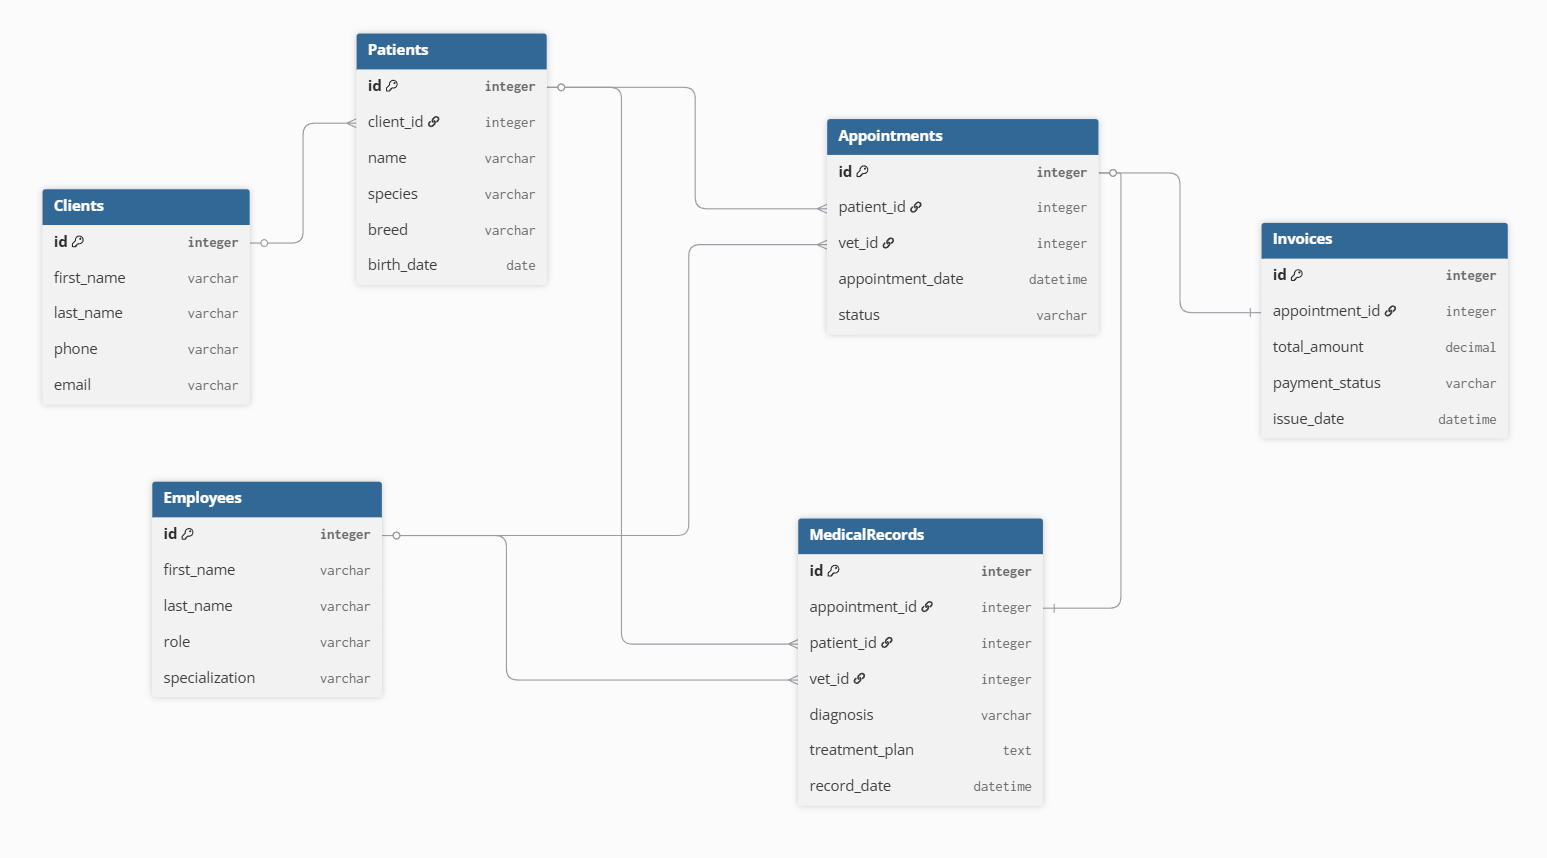 Patients
id integer
client_id integer
name varchar
species varchar
breed varchar
birth_date date
Clients
id integer
first_name varchar
last_name varchar
phone varchar
email varchar
Appointments
id integer
patient_id integer
vet_id integer
appointment_date datetime
status varchar
Invoices
id integer
appointment_id integer
total_amount decimal
payment_status varchar
issue_date datetime
Employees
id integer
first_name varchar
last_name varchar
role varchar
specialization varchar
MedicalRecords
id integer
appointment_id integer
patient_id integer
vet_id integer
diagnosis varchar
treatment_plan text
record_date datetime